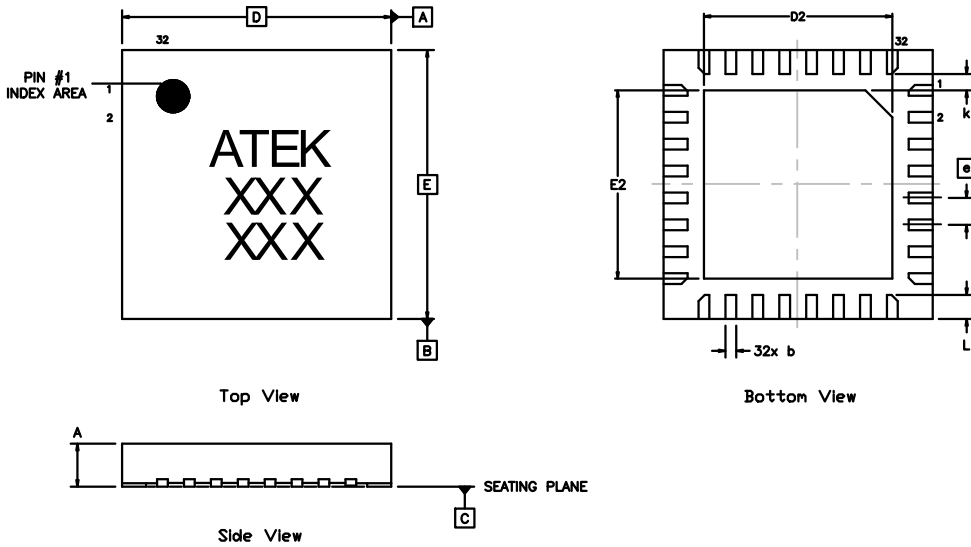 D
A
32
PIN #1
INDEX AREA
1
2
ATEK
XXX
XXX
E
B
Top View
D2
32
1
2
k
e
E2
L
32x b
Bottom View
A
SEATING PLANE
C
Side View